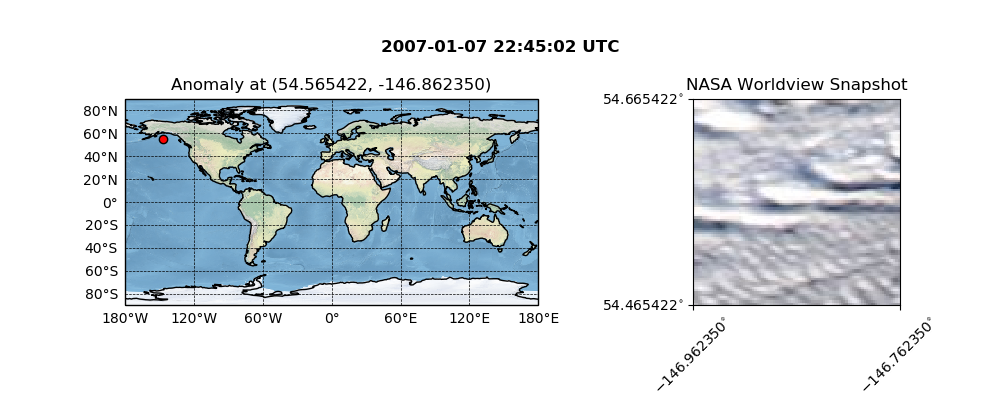 2007-01-07 22:45:02 UTC
Anomaly at (54.565422, -146.862350)
NASA Worldview Snapshot
80°N
60°N
40°N
20°N
0°
20°S
40°S
60°S
80°S
180°W 120°W 60°W 0° 60°E 120°E 180°E
54.665422°
54.465422°
−146.962350°
−146.762350°